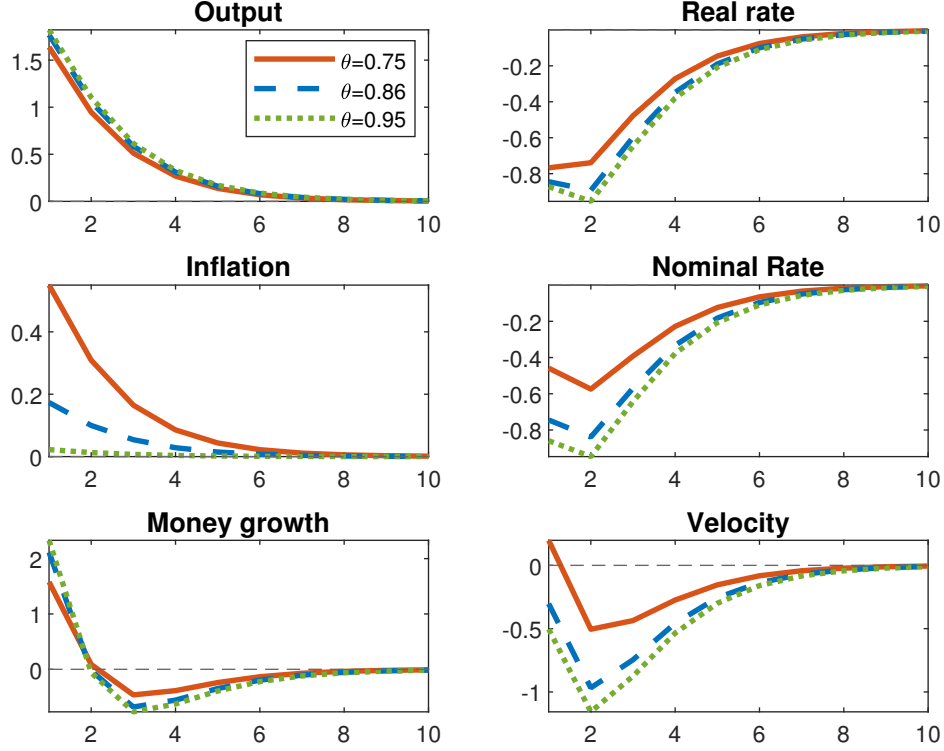 Output
1.5
1
0.5
0
2 4 6 8 10
θ=0.75
θ=0.86
θ=0.95
Real rate
-0.2
-0.4
-0.6
-0.8
2 4 6 8 10
Inflation
0.4
0.2
0
2 4 6 8 10
Nominal Rate
-0.2
-0.4
-0.6
-0.8
2 4 6 8 10
Money growth
2
1
0
2 4 6 8 10
Velocity
0
-0.5
-1
2 4 6 8 10